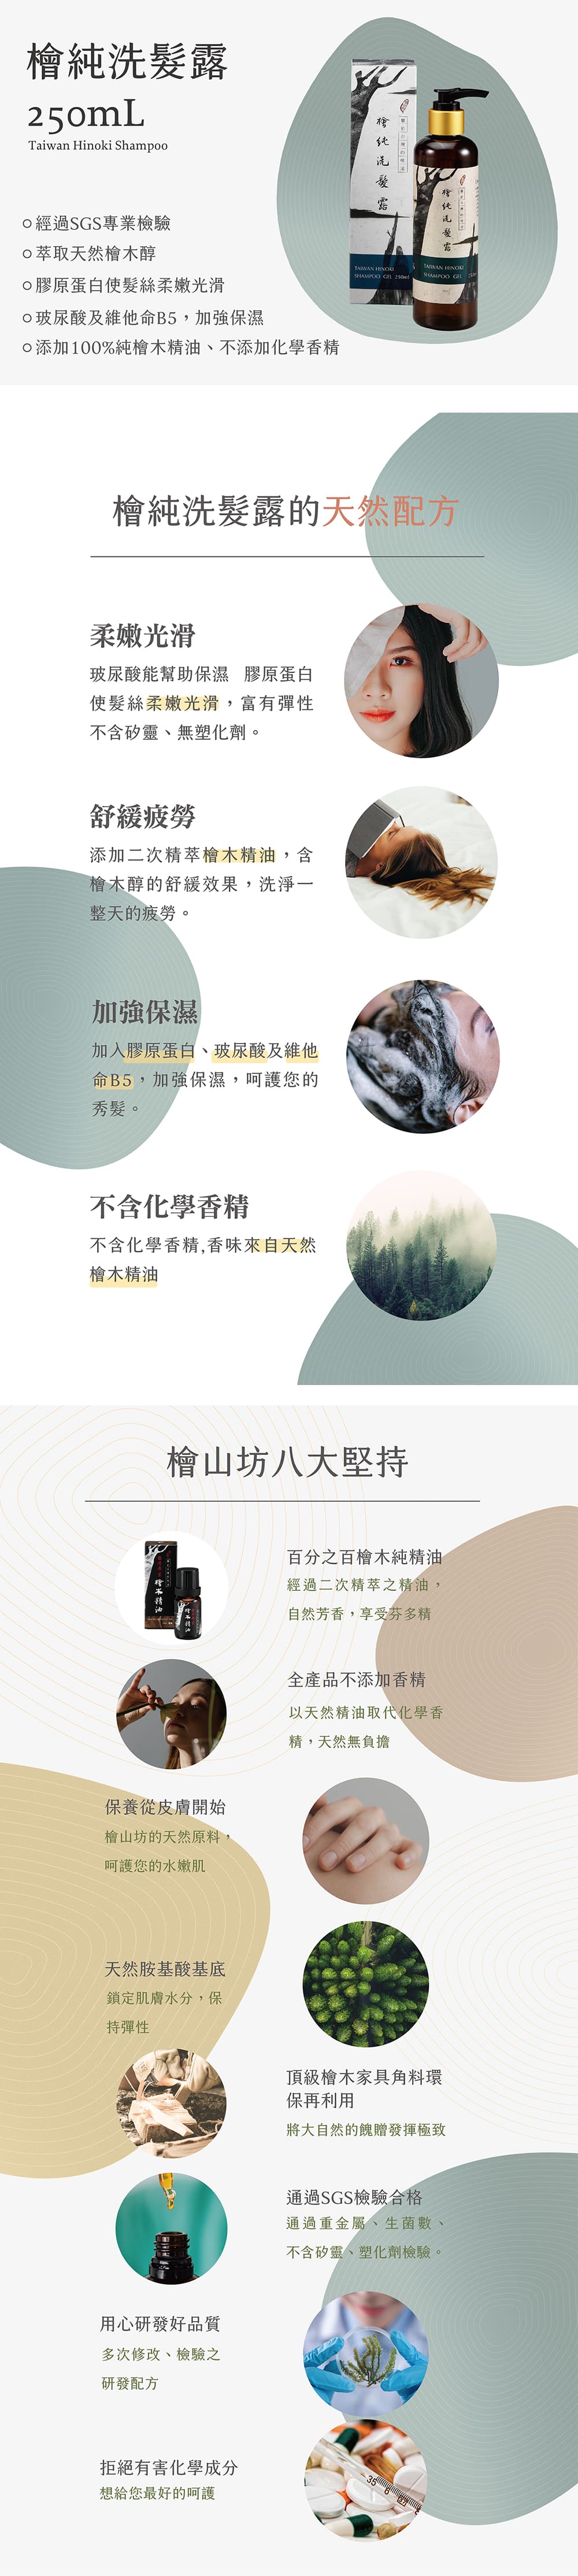 檜純洗髮露
250mL
Taiwan Hinoki Shampoo
經過SGS專業檢驗
萃取天然檜木醇
膠原蛋白使髮絲柔嫩光滑
玻尿酸及維他命B5，加強保濕
添加100%純檜木精油、不添加化學香精
檜純洗髮露
TAIWAN HINOKI
SHAMPOO GEL 250ml
檜純洗髮露
TAIWAN HINOKI
SHAMPOO GEL
檜純洗髮露的天然配方
柔嫩光滑
玻尿酸能幫助保濕 膠原蛋白
使髮絲柔嫩光滑，富有彈性
不含矽靈、無塑化劑。
舒緩疲勞
添加二次精萃檜木精油，含
檜木醇的舒緩效果，洗淨一
整天的疲勞。
加強保濕
加入膠原蛋白、玻尿酸及維他
命B5，加強保濕，呵護您的
秀髮。
不含化學香精
不含化學香精,香味來自天然
檜木精油
檜山坊八大堅持
檜木精油
檜木精油
百分之百檜木純精油
經過二次精萃之精油，
自然芳香，享受芬多精
全產品不添加香精
以天然精油取代化學香
精，天然無負擔
保養從皮膚開始
檜山坊的天然原料，
呵護您的水嫩肌
天然胺基酸基底
鎖定肌膚水分，保
持彈性
頂級檜木家具角料環
保再利用
將大自然的餽贈發揮極致
通過SGS檢驗合格
通過重金屬、生菌數、
不含矽靈、塑化劑檢驗。
用心研發好品質
多次修改、檢驗之
研發配方
拒絕有害化學成分
想給您最好的呵護